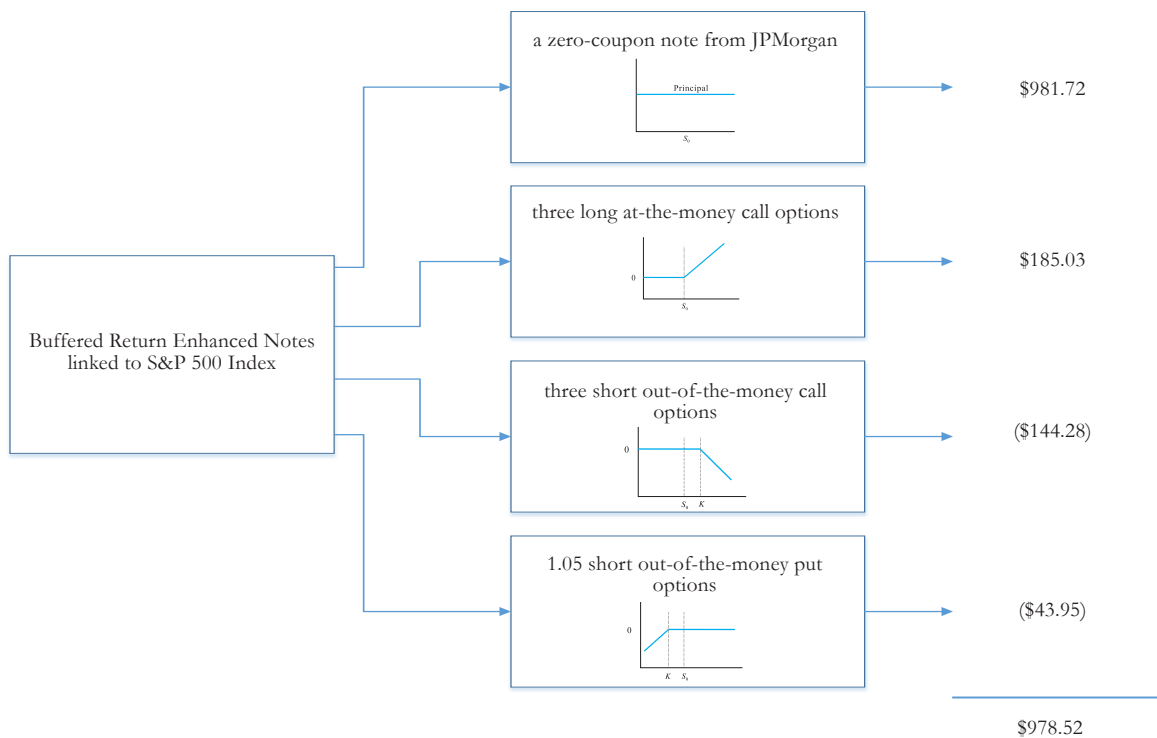 a zero-coupon note from JPMorgan
Principal
S₀
$981.72
three long at-the-money call options
0
S₀
$185.03
Buffered Return Enhanced Notes
linked to S&P 500 Index
three short out-of-the-money call
options
0
S₀ K
($144.28)
1.05 short out-of-the-money put
options
0
K S₀
($43.95)
$978.52